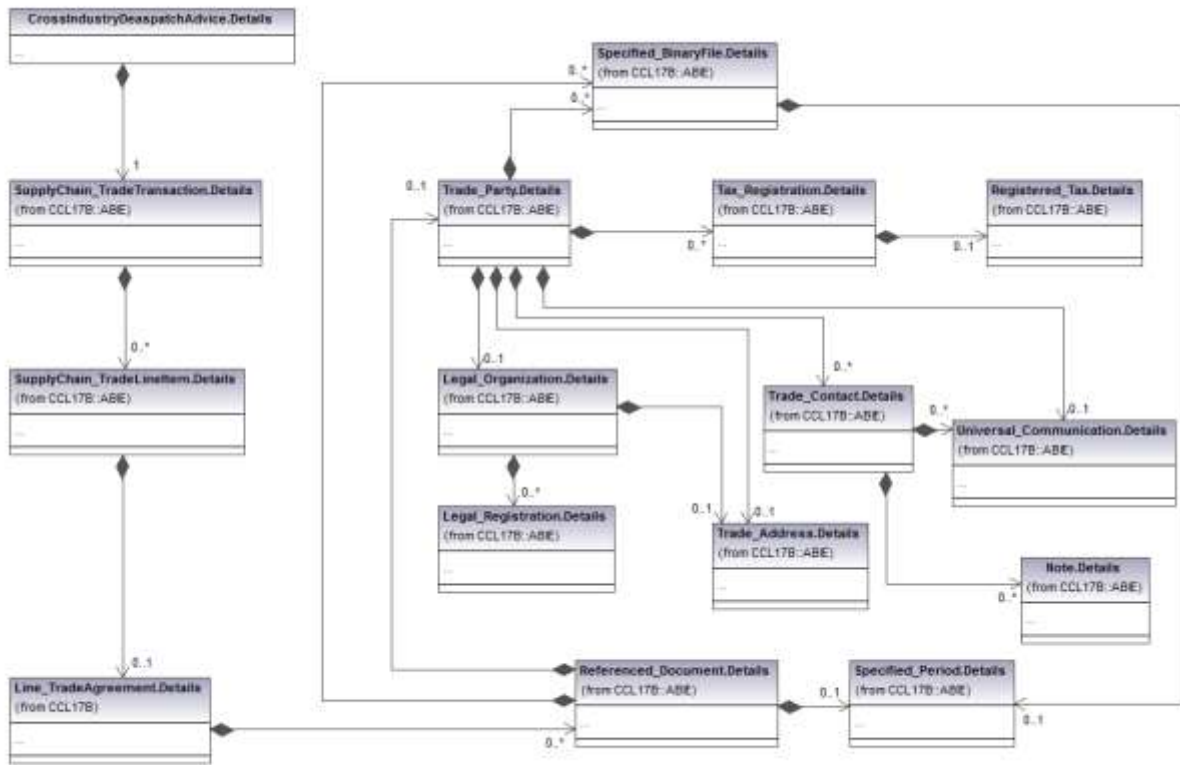 CrossIndustryDeaspatchAdvice.Details
...
Specified_BinaryFile.Details
(from CCL17B::ABIE)
...
0..*
0..*
1
SupplyChain_TradeTransaction.Details
(from CCL17B::ABIE)
...
0..1
Trade_Party.Details
(from CCL17B::ABIE)
...
Tax_Registration.Details
(from CCL17B::ABIE)
...
0..*
Registered_Tax.Details
(from CCL17B::ABIE)
...
0..1
0..*
SupplyChain_TradeLineItem.Details
(from CCL17B::ABIE)
...
0..1
Legal_Organization.Details
(from CCL17B::ABIE)
...
0..*
Trade_Contact.Details
(from CCL17B::ABIE)
...
0..*
0..1
Universal_Communication.Details
(from CCL17B::ABIE)
...
0..*
Legal_Registration.Details
(from CCL17B::ABIE)
...
0..1
0..1
Trade_Address.Details
(from CCL17B::ABIE)
...
Note.Details
(from CCL17B::ABIE)
...
0..*
0..1
Line_TradeAgreement.Details
(from CCL17B)
...
0..*
Referenced_Document.Details
(from CCL17B::ABIE)
...
0..1
Specified_Period.Details
(from CCL17B::ABIE)
...
0..1